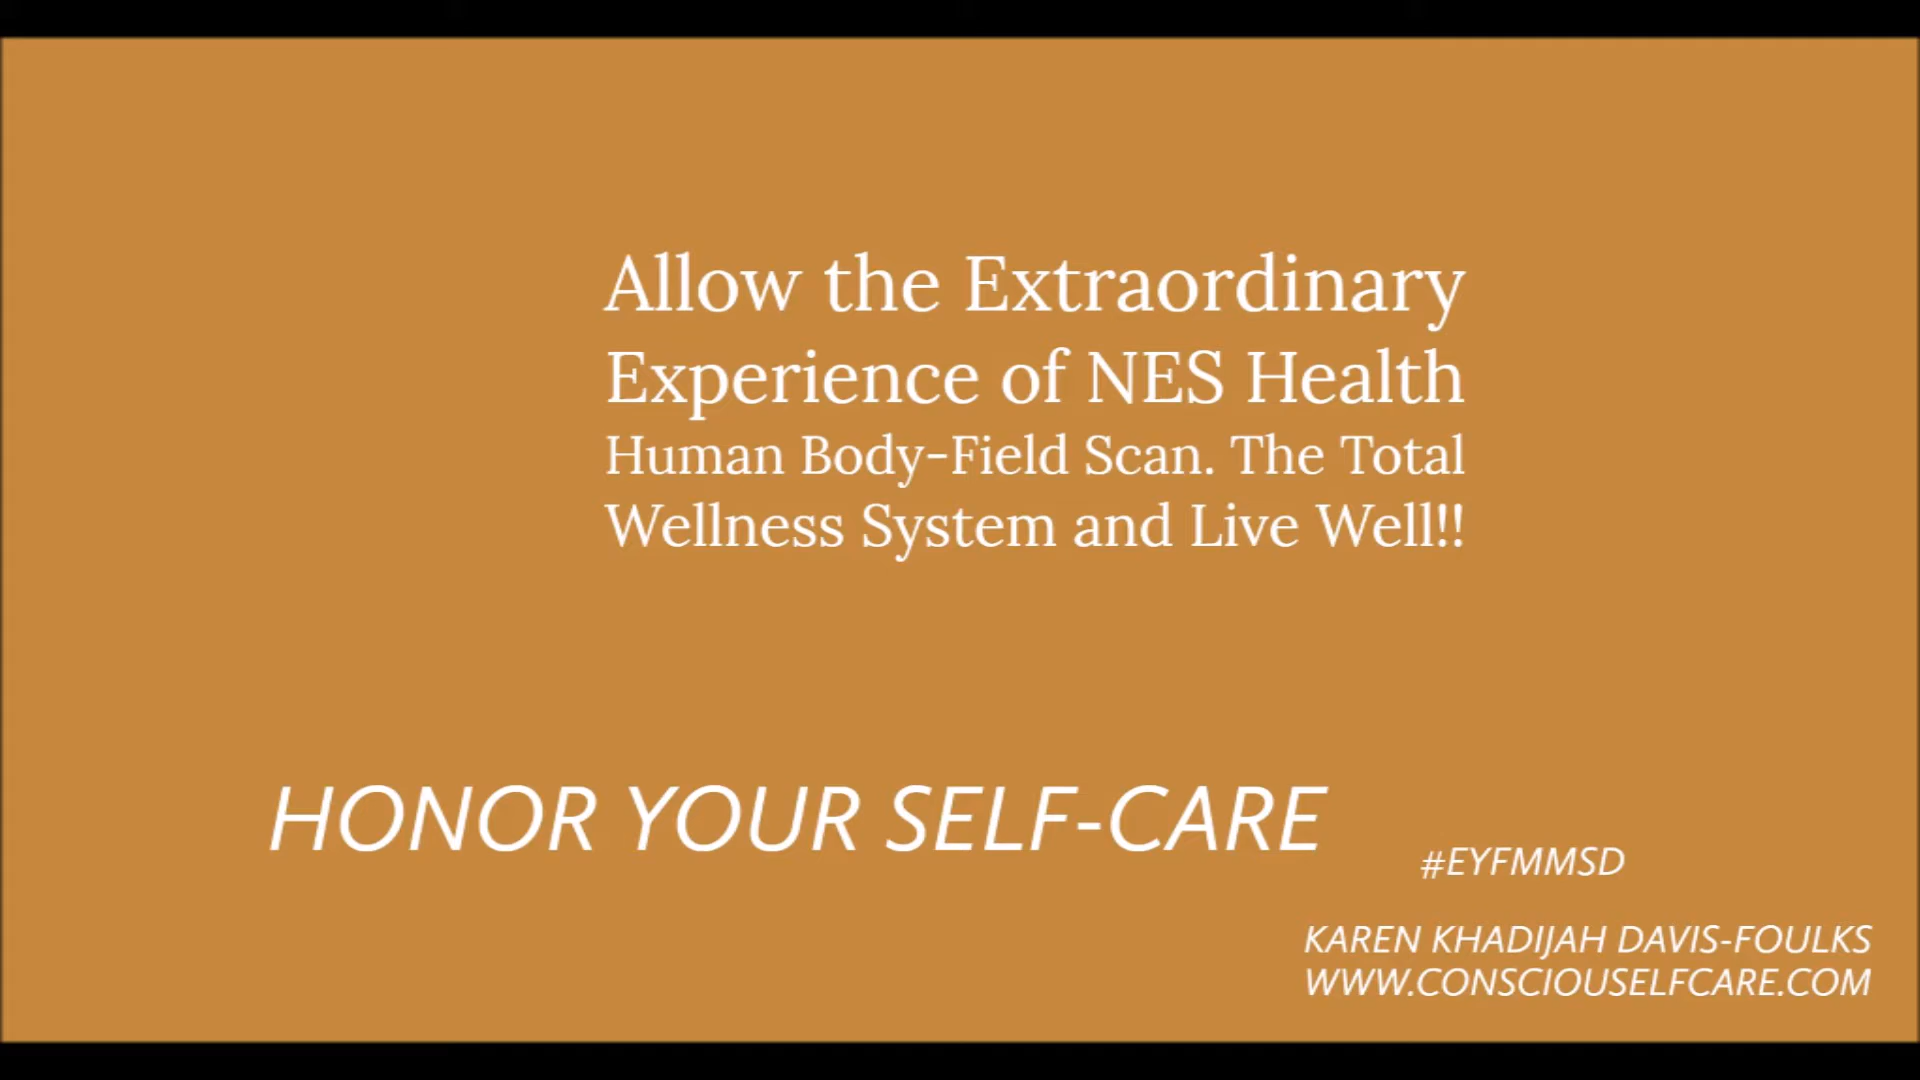 Allow the Extraordinary
Experience of NES Health
Human Body-Field Scan. The Total
Wellness System and Live Well!!
HONOR YOUR SELF-CARE
#EYFMMSD
KAREN KHADIJAH DAVIS-FOULKS
WWW.CONSCIOUSELFCARE.COM